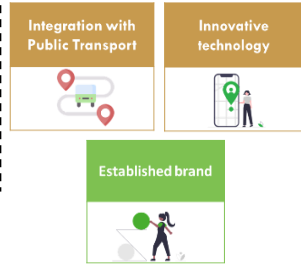 Integration with
Public Transport
Innovative
technology
Established brand